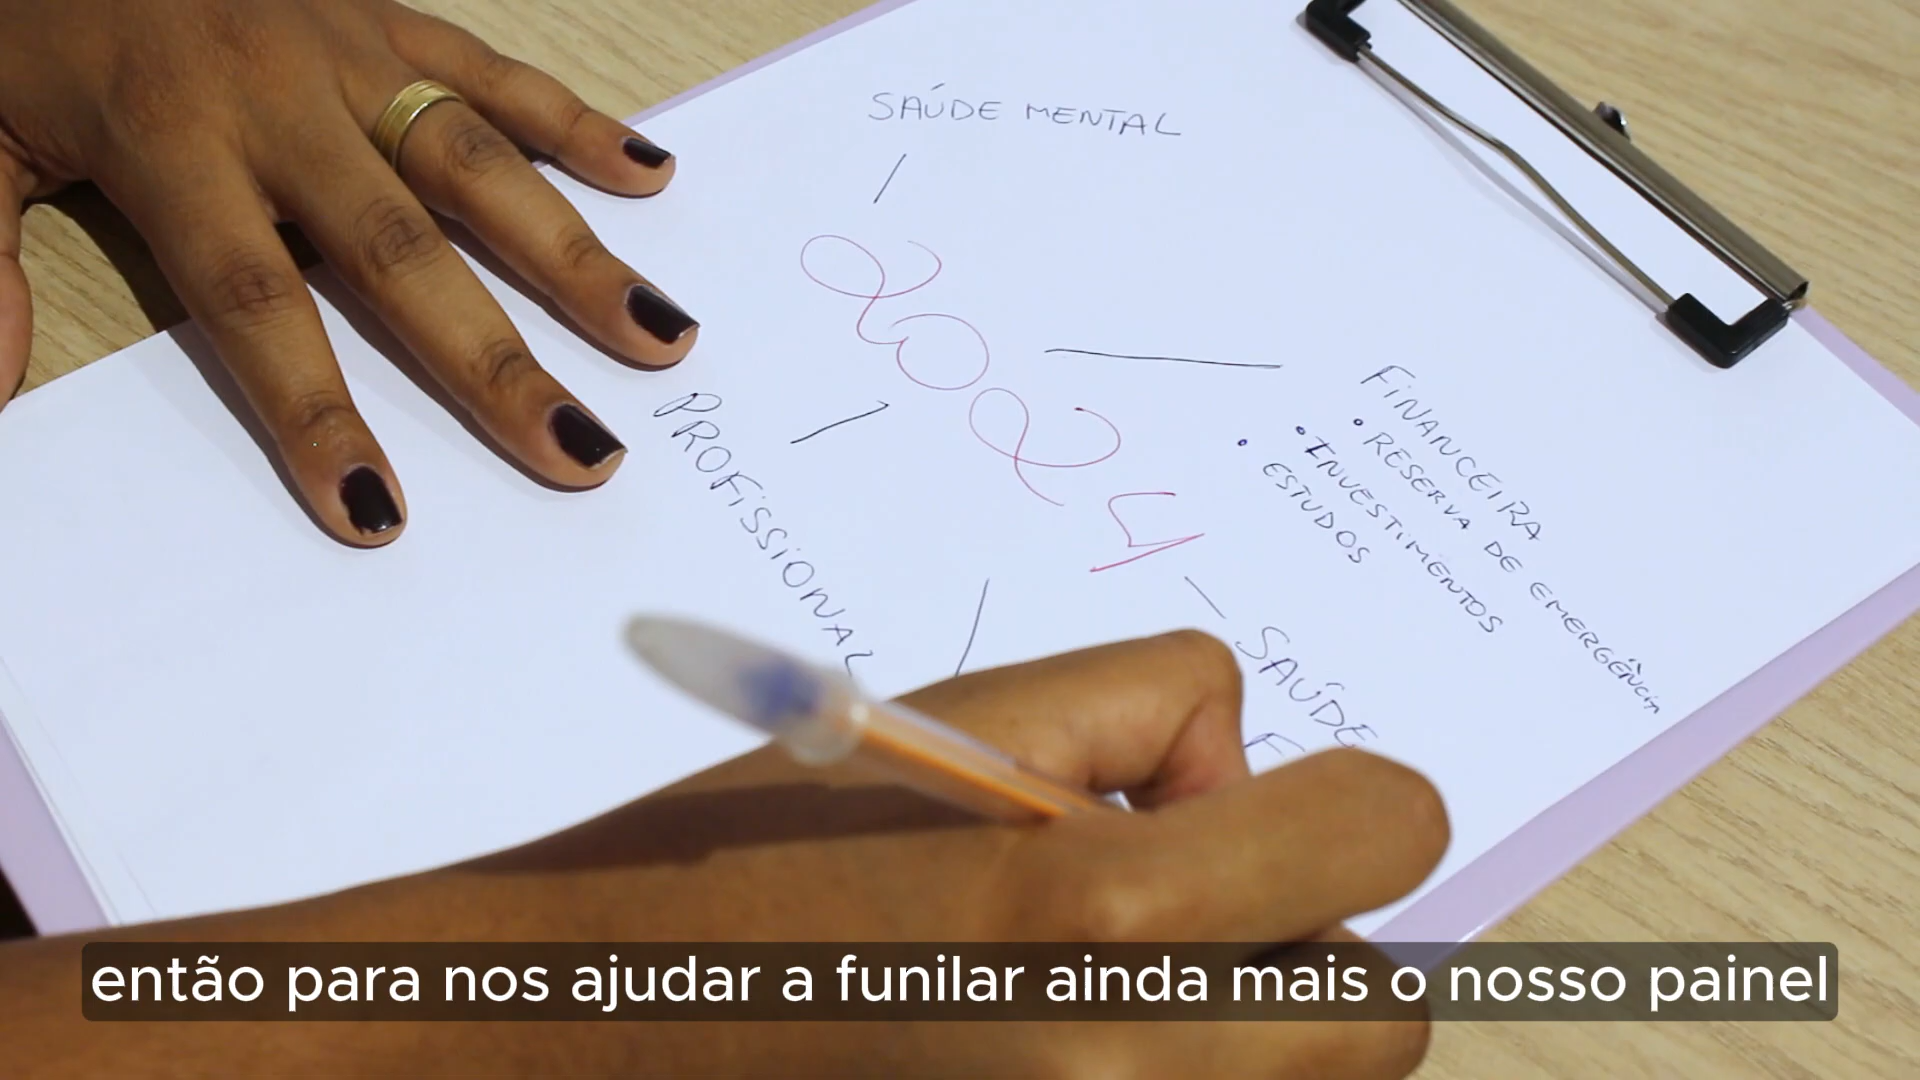 SAÚDE MENTAL
2024
FINANCEIRA
• RESERVA DE EMERGÊNCIA
• INVESTIMENTOS
• ESTUDOS
PROFISSIONAL
SAÚDE
F
então para nos ajudar a funilar ainda mais o nosso painel